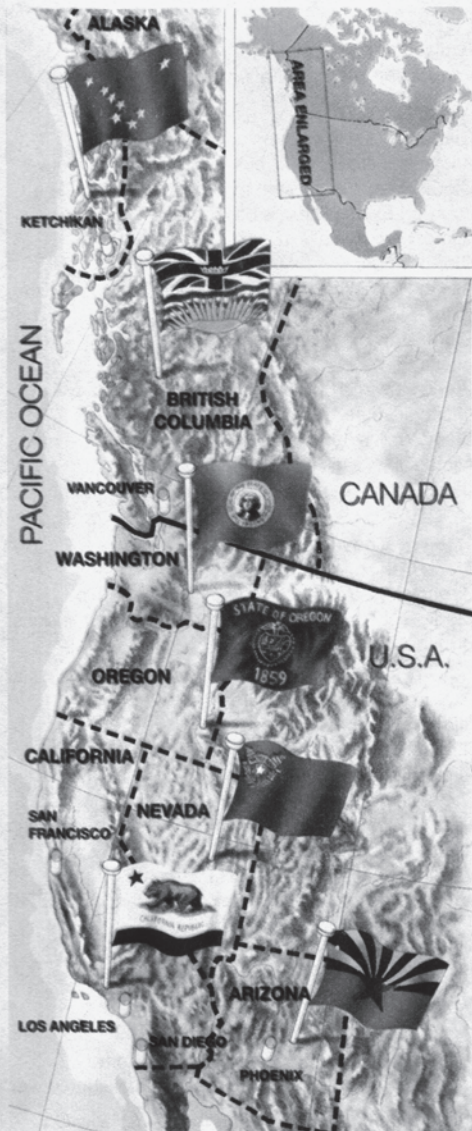 ALASKA
AREA ENLARGED
KETCHIKAN
PACIFIC OCEAN
BRITISH
COLUMBIA
VANCOUVER
CANADA
WASHINGTON
STATE OF OREGON
1859
OREGON
U.S.A.
CALIFORNIA
NEVADA
SAN
FRANCISCO
CALIFORNIA REPUBLIC
ARIZONA
LOS ANGELES
SAN DIEGO
PHOENIX